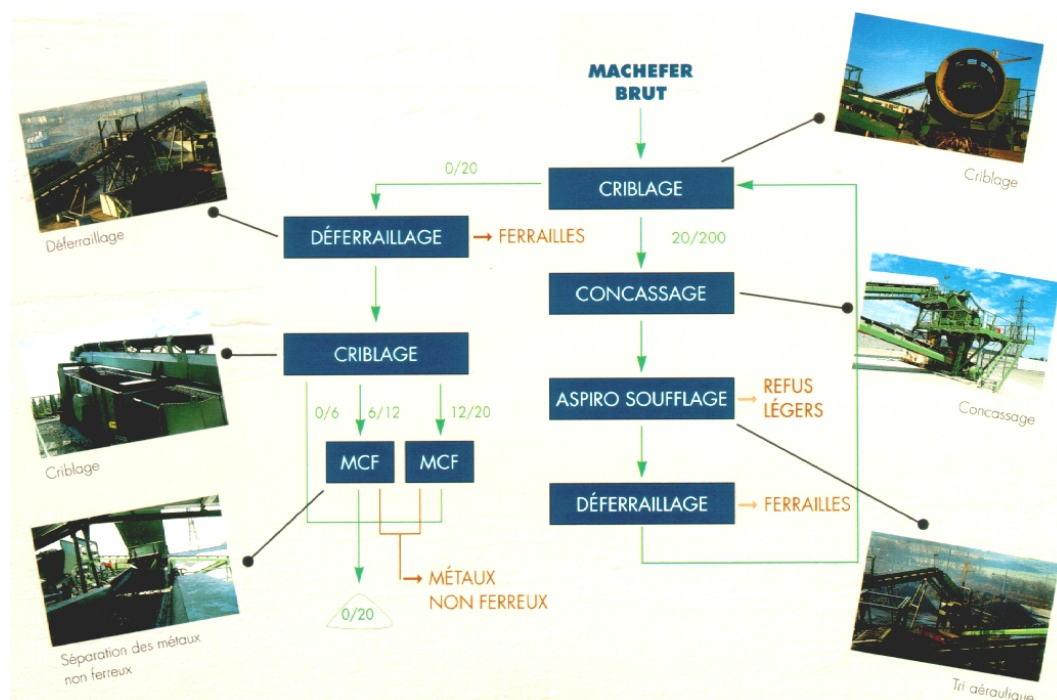 MACHEFER
BRUT
Criblage
0/20
CRIBLAGE
Déferraillage
DÉFERRAILLAGE
FERRAILLES
20/200
CONCASSAGE
CRIBLAGE
ASPIRO SOUFFLAGE
REFUS
LÉGERS
Concassage
0/6
6/12
12/20
Criblage
MCF
MCF
DÉFERRAILLAGE
FERRAILLES
MÉTAUX
NON FERREUX
0/20
Séparation des métaux
non ferreux
Tri aéraulique